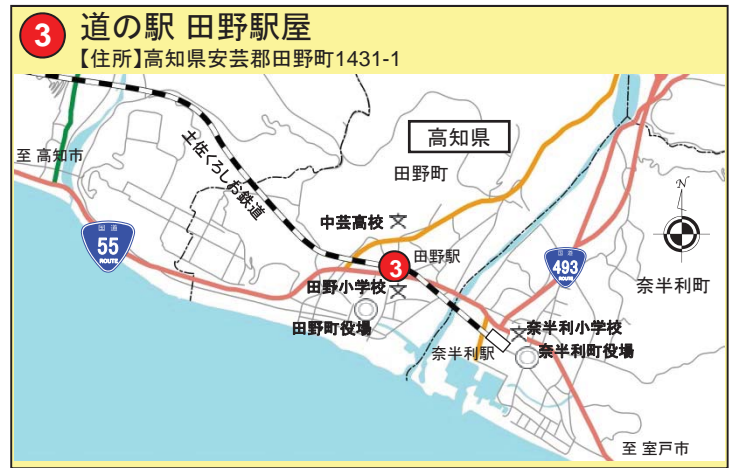 3 道の駅 田野駅屋
【住所】高知県安芸郡田野町1431-1
高知県
至 高知市
土佐くろしお鉄道
田野町
N
中芸高校
国道
55
ROUTE
田野駅
3
国道
493
ROUTE
田野小学校
奈半利町
田野町役場
奈半利小学校
奈半利駅
奈半利町役場
至 室戸市